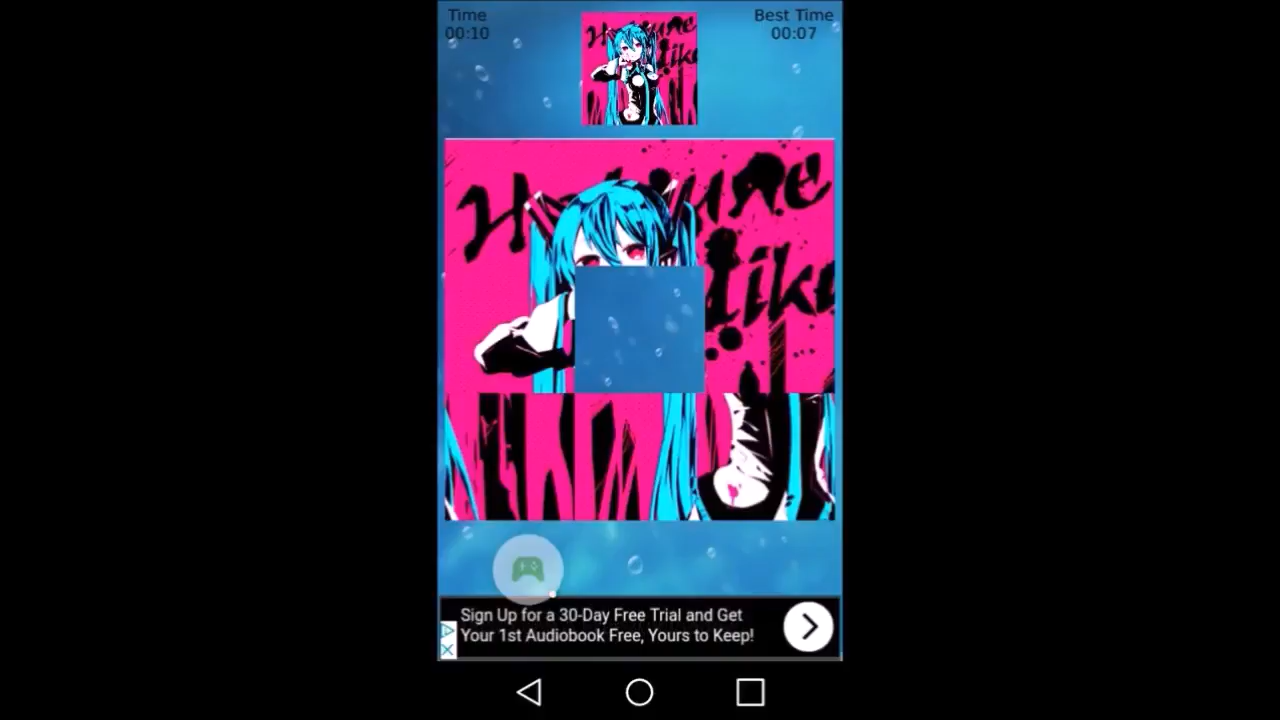 Time
00:10
Best Time
00:07
Sign Up for a 30-Day Free Trial and Get
Your 1st Audiobook Free, Yours to Keep!